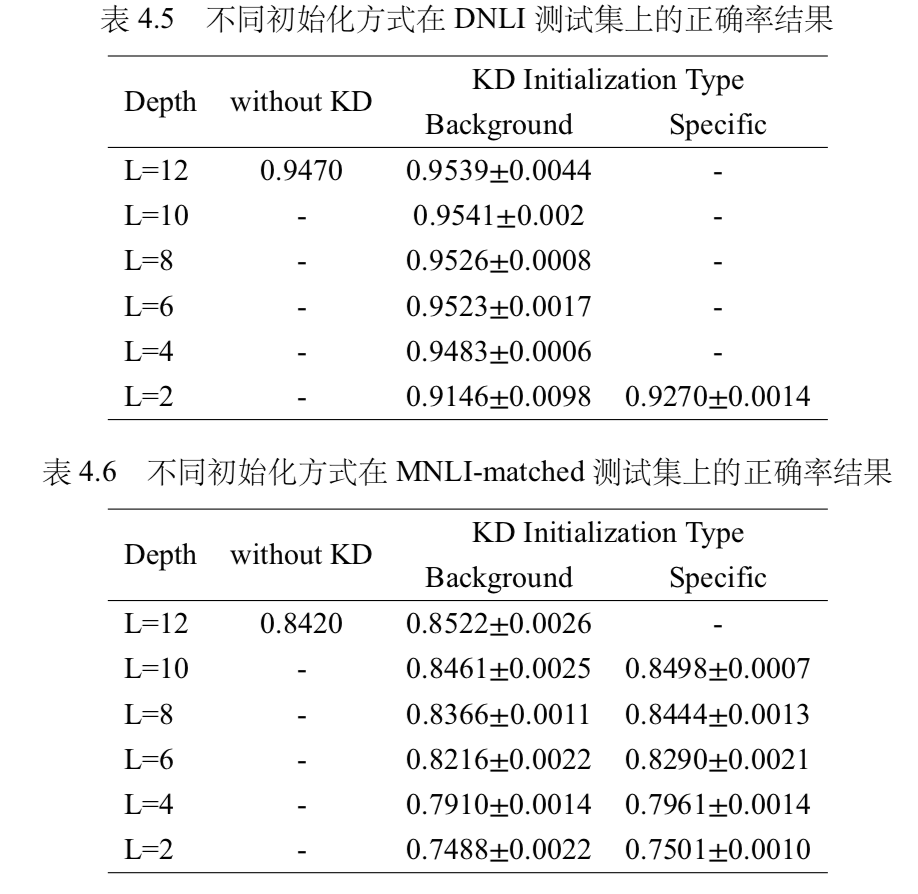 表 4.5 不同初始化方式在 DNLI 测试集上的正确率结果
Depth without KD KD Initialization Type
Background Specific
L=12 0.9470 0.9539±0.0044 -
L=10 - 0.9541±0.002 -
L=8 - 0.9526±0.0008 -
L=6 - 0.9523±0.0017 -
L=4 - 0.9483±0.0006 -
L=2 - 0.9146±0.0098 0.9270±0.0014
表 4.6 不同初始化方式在 MNLI-matched 测试集上的正确率结果
Depth without KD KD Initialization Type
Background Specific
L=12 0.8420 0.8522±0.0026 -
L=10 - 0.8461±0.0025 0.8498±0.0007
L=8 - 0.8366±0.0011 0.8444±0.0013
L=6 - 0.8216±0.0022 0.8290±0.0021
L=4 - 0.7910±0.0014 0.7961±0.0014
L=2 - 0.7488±0.0022 0.7501±0.0010